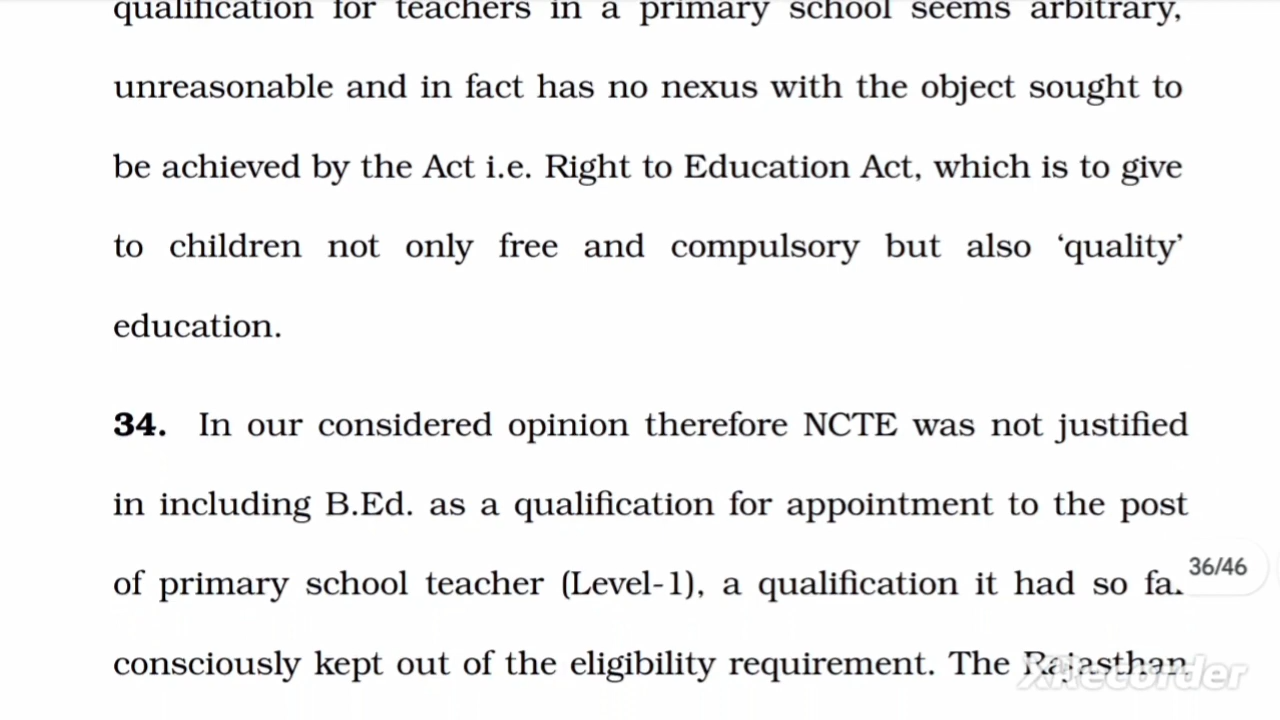 qualification for teachers in a primary school seems arbitrary,
unreasonable and in fact has no nexus with the object sought to
be achieved by the Act i.e. Right to Education Act, which is to give
to children not only free and compulsory but also ‘quality’
education.
34. In our considered opinion therefore NCTE was not justified
in including B.Ed. as a qualification for appointment to the post
36/46
of primary school teacher (Level-1), a qualification it had so far
consciously kept out of the eligibility requirement. The Rajasthan
XRecorder